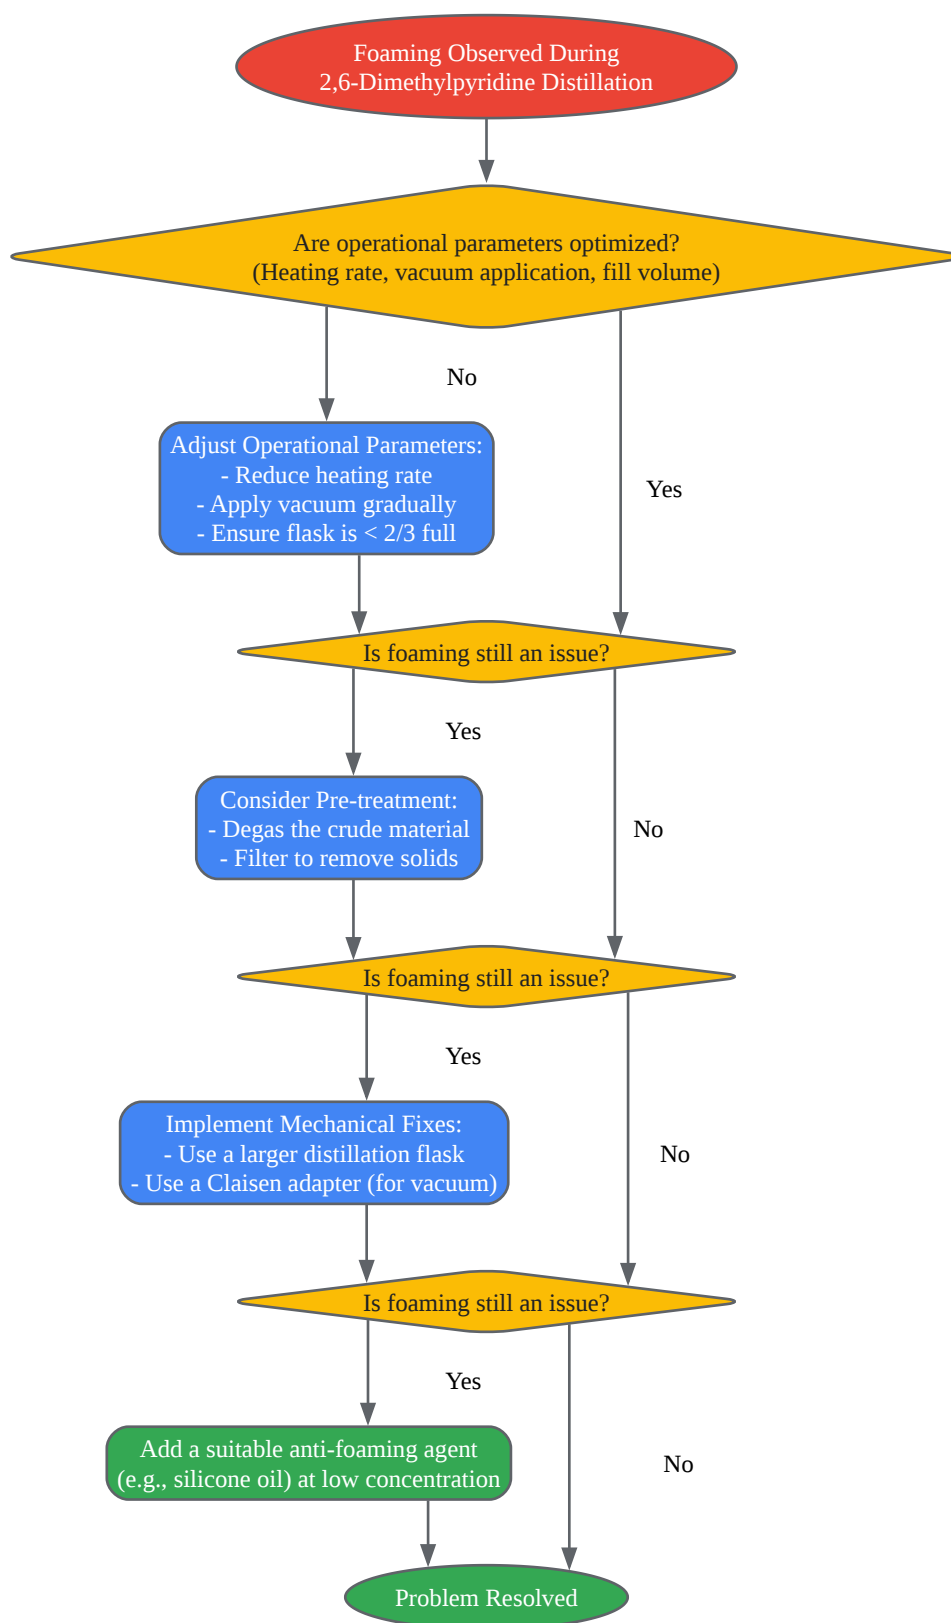 Foaming Observed During
2,6-Dimethylpyridine Distillation
Are operational parameters optimized?
(Heating rate, vacuum application, fill volume)
No
Adjust Operational Parameters:
- Reduce heating rate
- Apply vacuum gradually
- Ensure flask is < 2/3 full
Yes
Is foaming still an issue?
Yes
Consider Pre-treatment:
- Degas the crude material
- Filter to remove solids
No
Is foaming still an issue?
Yes
Implement Mechanical Fixes:
- Use a larger distillation flask
- Use a Claisen adapter (for vacuum)
No
Is foaming still an issue?
Yes
Add a suitable anti-foaming agent
(e.g., silicone oil) at low concentration
No
Problem Resolved